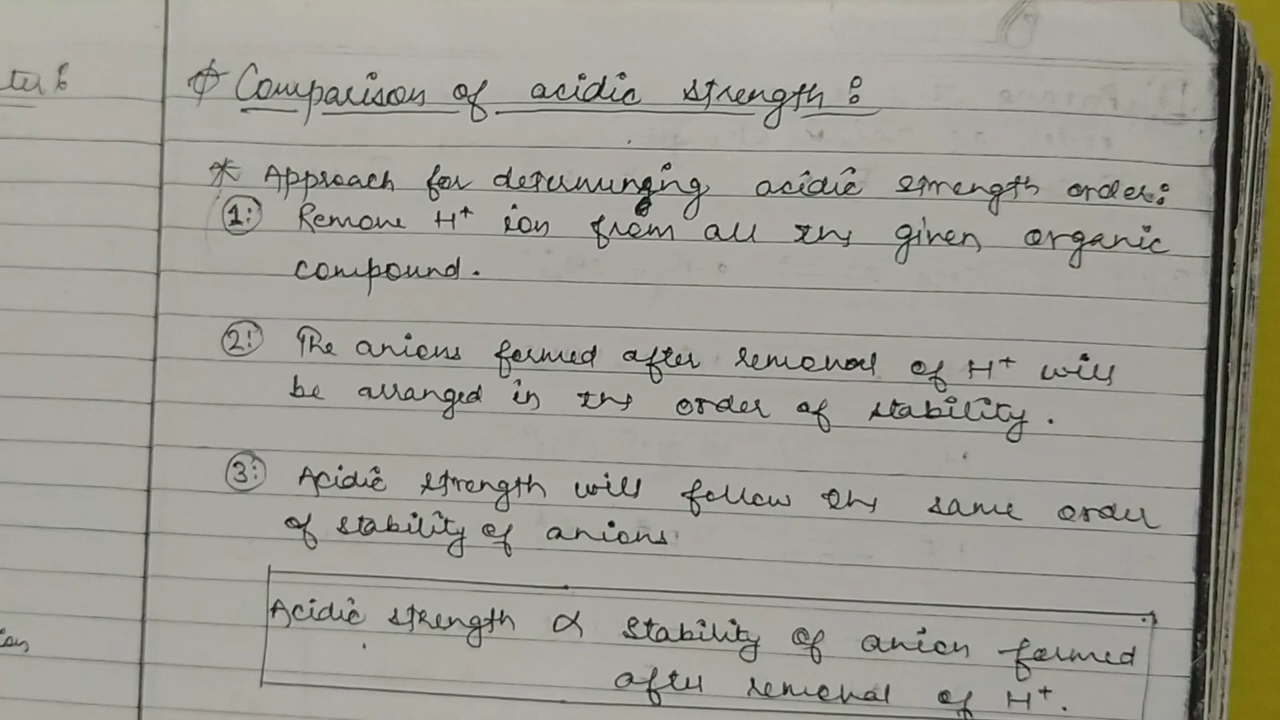 Comparison of acidic strength :
* Approach for determining acidic strength order:
1: Remove H+ ion from all the given organic
compound.
2: The anions formed after removal of H+ will
be arranged in the order of stability.
3: Acidic strength will follow the same order
of stability of anions
Acidic strength ∝ stability of anion formed
after removal of H+.